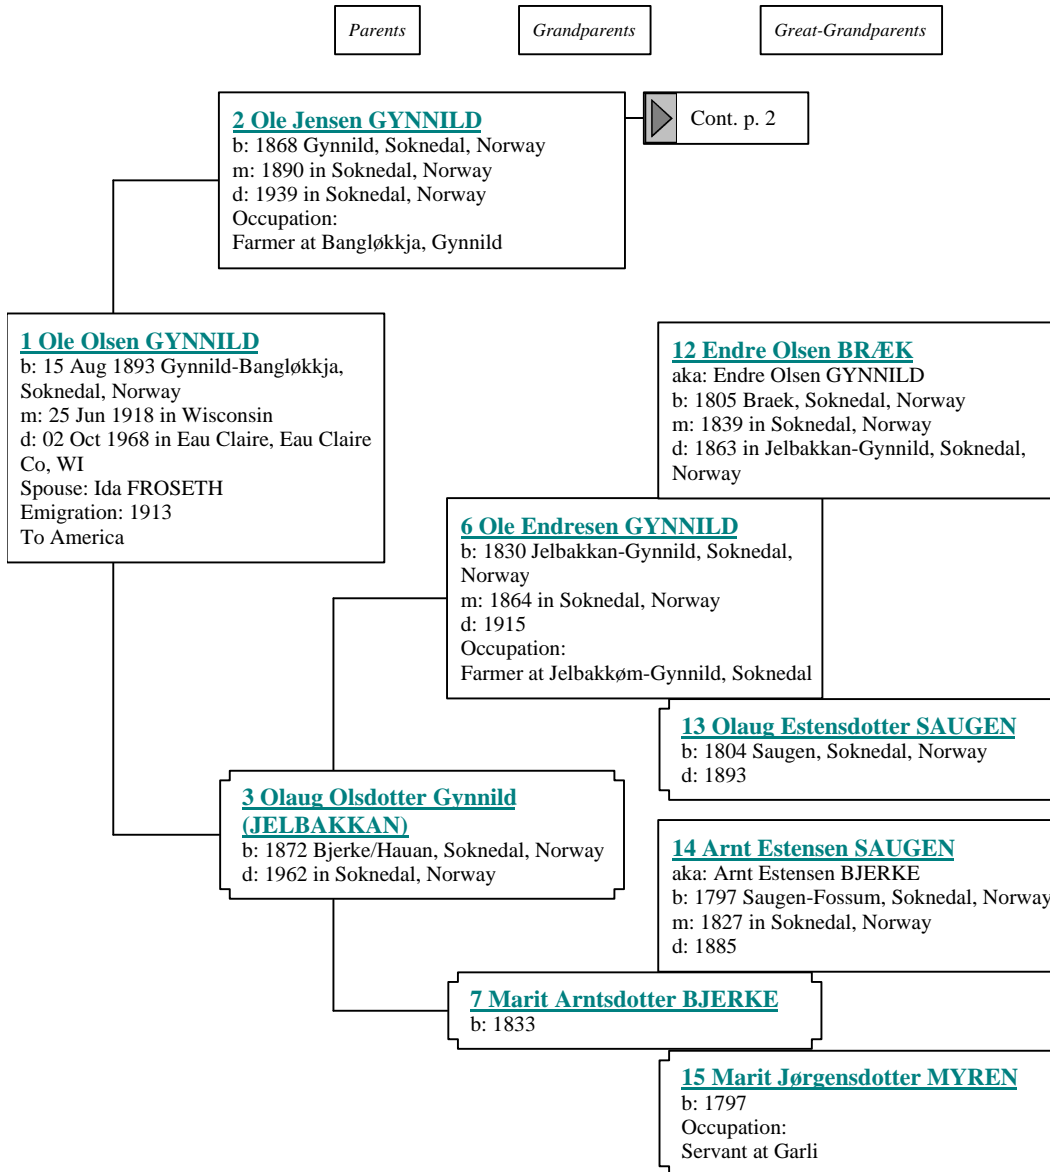 Parents
Grandparents
Great-Grandparents
2 Ole Jensen GYNNILD
b: 1868 Gynnild, Soknedal, Norway
m: 1890 in Soknedal, Norway
d: 1939 in Soknedal, Norway
Occupation:
Farmer at Bangløkkja, Gynnild
Cont. p. 2
1 Ole Olsen GYNNILD
b: 15 Aug 1893 Gynnild-Bangløkkja,
Soknedal, Norway
m: 25 Jun 1918 in Wisconsin
d: 02 Oct 1968 in Eau Claire, Eau Claire
Co, WI
Spouse: Ida FROSETH
Emigration: 1913
To America
12 Endre Olsen BRÆK
aka: Endre Olsen GYNNILD
b: 1805 Braek, Soknedal, Norway
m: 1839 in Soknedal, Norway
d: 1863 in Jelbakkan-Gynnild, Soknedal,
Norway
6 Ole Endresen GYNNILD
b: 1830 Jelbakkan-Gynnild, Soknedal,
Norway
m: 1864 in Soknedal, Norway
d: 1915
Occupation:
Farmer at Jelbakkøm-Gynnild, Soknedal
13 Olaug Estensdotter SAUGEN
b: 1804 Saugen, Soknedal, Norway
d: 1893
3 Olaug Olsdotter Gynnild
(JELBAKKAN)
b: 1872 Bjerke/Hauan, Soknedal, Norway
d: 1962 in Soknedal, Norway
14 Arnt Estensen SAUGEN
aka: Arnt Estensen BJERKE
b: 1797 Saugen-Fossum, Soknedal, Norway
m: 1827 in Soknedal, Norway
d: 1885
7 Marit Arntsdotter BJERKE
b: 1833
15 Marit Jørgensdotter MYREN
b: 1797
Occupation:
Servant at Garli